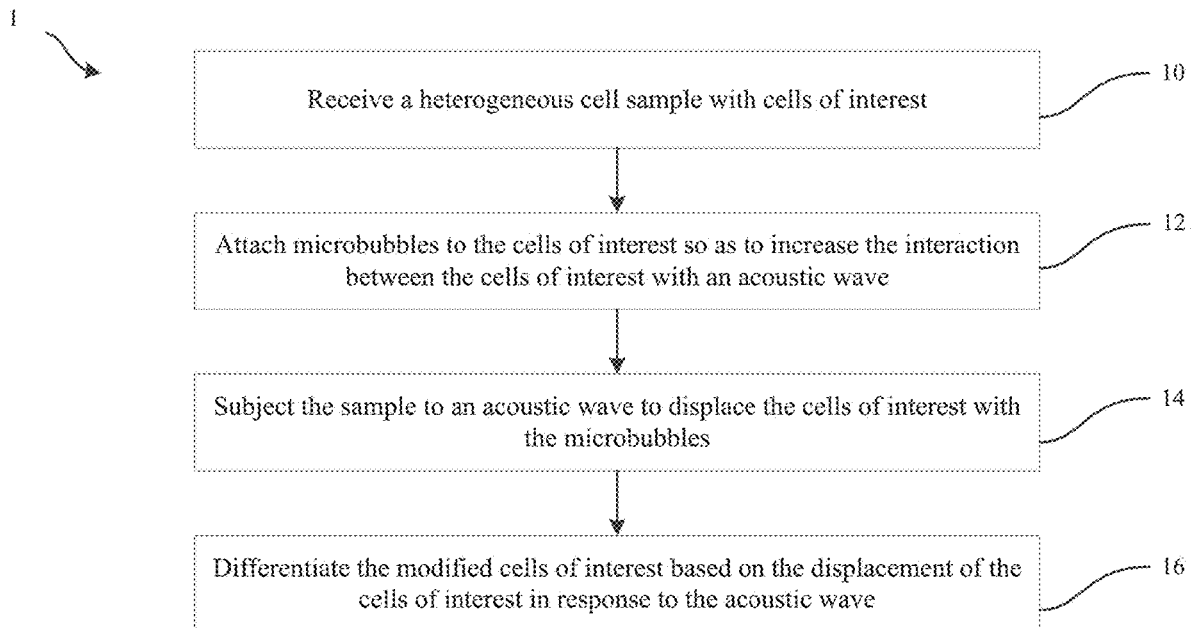 1
Receive a heterogeneous cell sample with cells of interest
10
Attach microbubbles to the cells of interest so as to increase the interaction
between the cells of interest with an acoustic wave
12
Subject the sample to an acoustic wave to displace the cells of interest with
the microbubbles
14
Differentiate the modified cells of interest based on the displacement of the
cells of interest in response to the acoustic wave
16